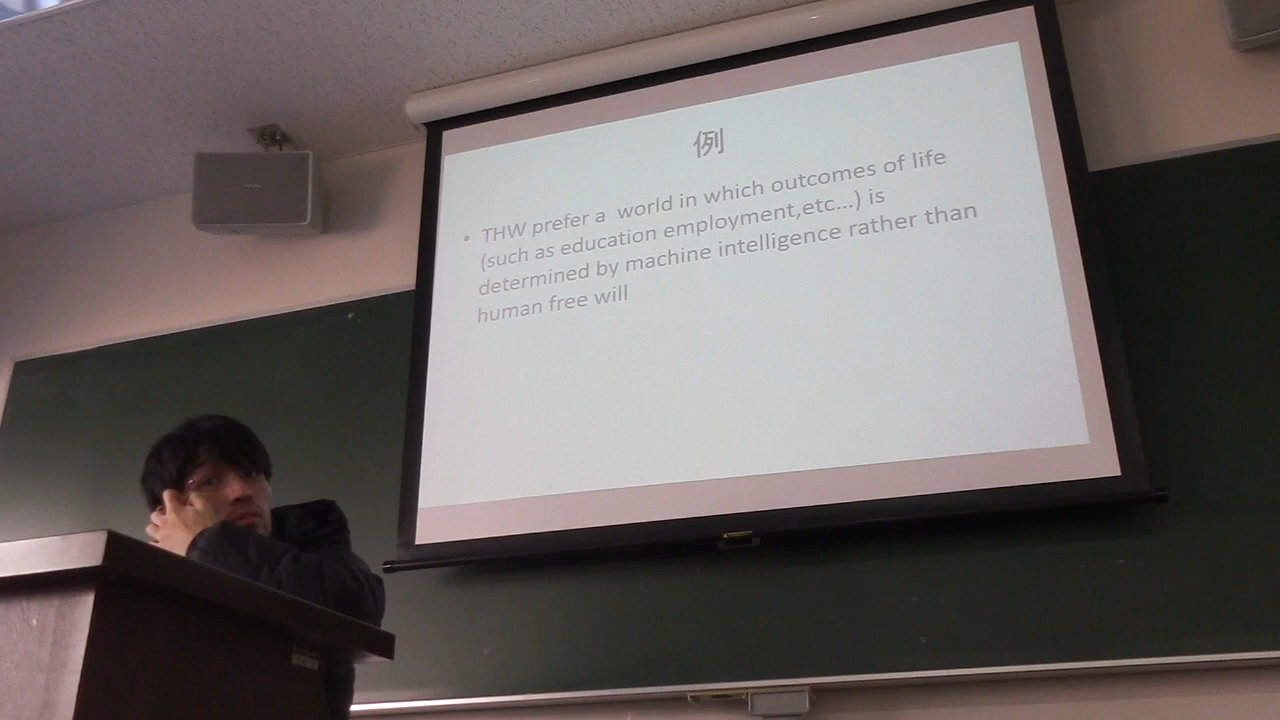 例
• THW prefer a  world in which outcomes of life
(such as education employment,etc...) is
determined by machine intelligence rather than
human free will